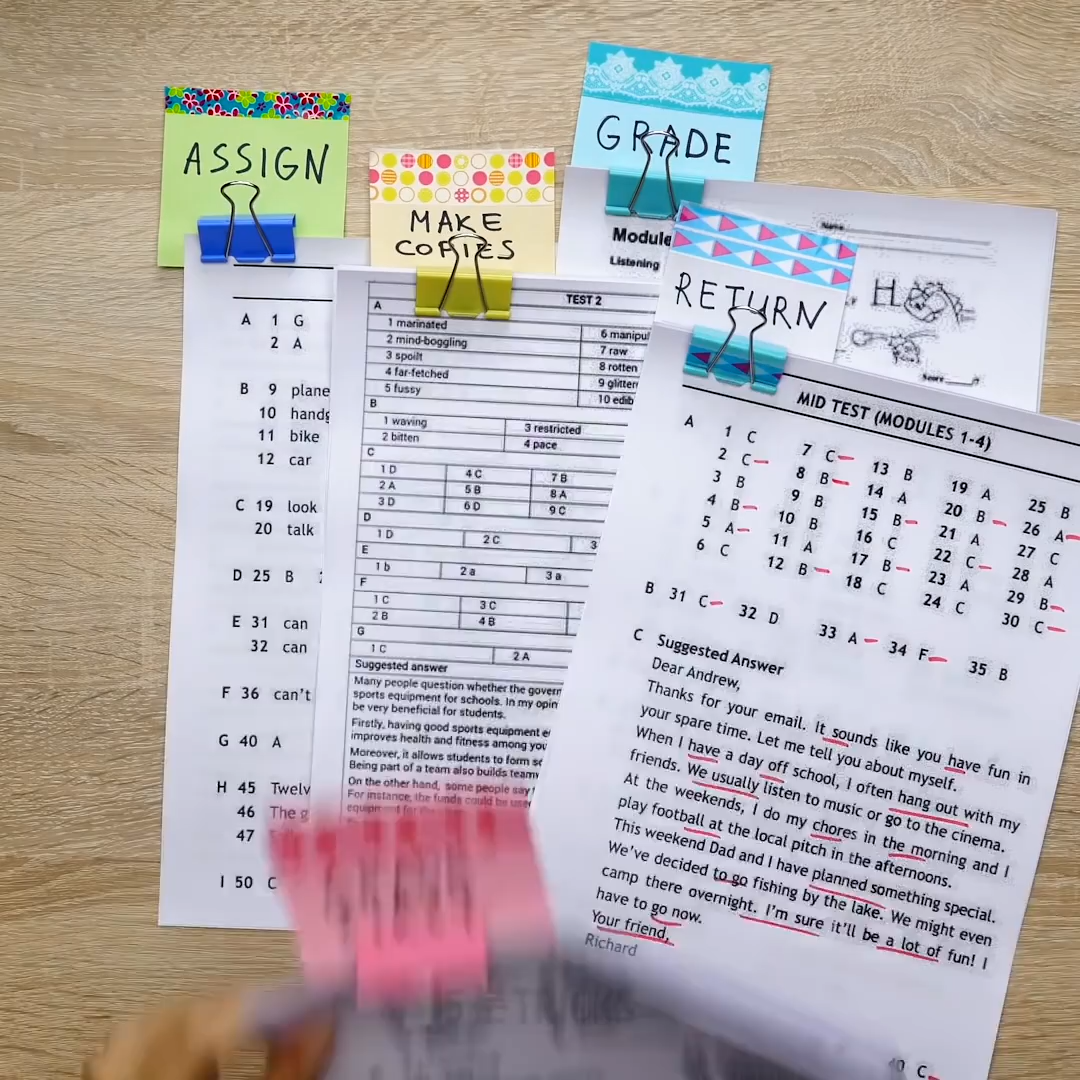 ASSIGN
MAKE
COPIES
GRADE
RETURN
A 1 G
2 A
B 9 plane
10
11 bike
12 car
C 19 look
20 talk
D 25 B
E 31 can
32 can
F 36 can't
G 40 A
H 45 Twelv
46 The g
47
I 50 C
TEST 2
A
1 marinated 6 manipul
2 mind-boggling 7 raw
3 spoilt 8 rotten
4 far-fetched 9 glitter
5 fussy 10 edib
B
1 waving 3 restricted
2 bitten 4 pace
C
1 D 4 C 7 B
2 A 5 B 8 A
3 D 6 D 9 C
D
1 D 2 C 3
E
1 b 2 a 3 a
F
1 C 3 C
2 B 4 B
G
1 C 2 A
Suggested answer
Many people question whether the govern
sports equipment for schools. In my opin
be very beneficial for students.
Firstly, having good sports equipment e
improves health and fitness among you
Moreover, it allows students to form
Being part of a team also builds team
On the other hand, some people say
For instance, the funds could be used
equipment for the
Module
Listening
Name
Score
MID TEST (MODULES 1-4)
A 1 C 7 C 13 B 19 A 25 B
2 C 8 B 14 A 20 B 26 A
3 B 9 B 15 B 21 A 27 C
4 B 10 B 16 C 22 C 28 A
5 A 11 A 17 B 23 A 29 B
6 C 12 B 18 C 24 C 30 C
B 31 C 32 D 33 A 34 F 35 B
C Suggested Answer
Dear Andrew,
Thanks for your email. It sounds like you have fun in
your spare time. Let me tell you about myself.
When I have a day off school, I often hang out with my
friends. We usually listen to music or go to the cinema.
At the weekends, I do my chores in the morning and I
play football at the local pitch in the afternoons.
This weekend Dad and I have planned something special.
We've decided to go fishing by the lake. We might even
camp there overnight. I'm sure it'll be a lot of fun! I
have to go now.
Your friend,
Richard
C